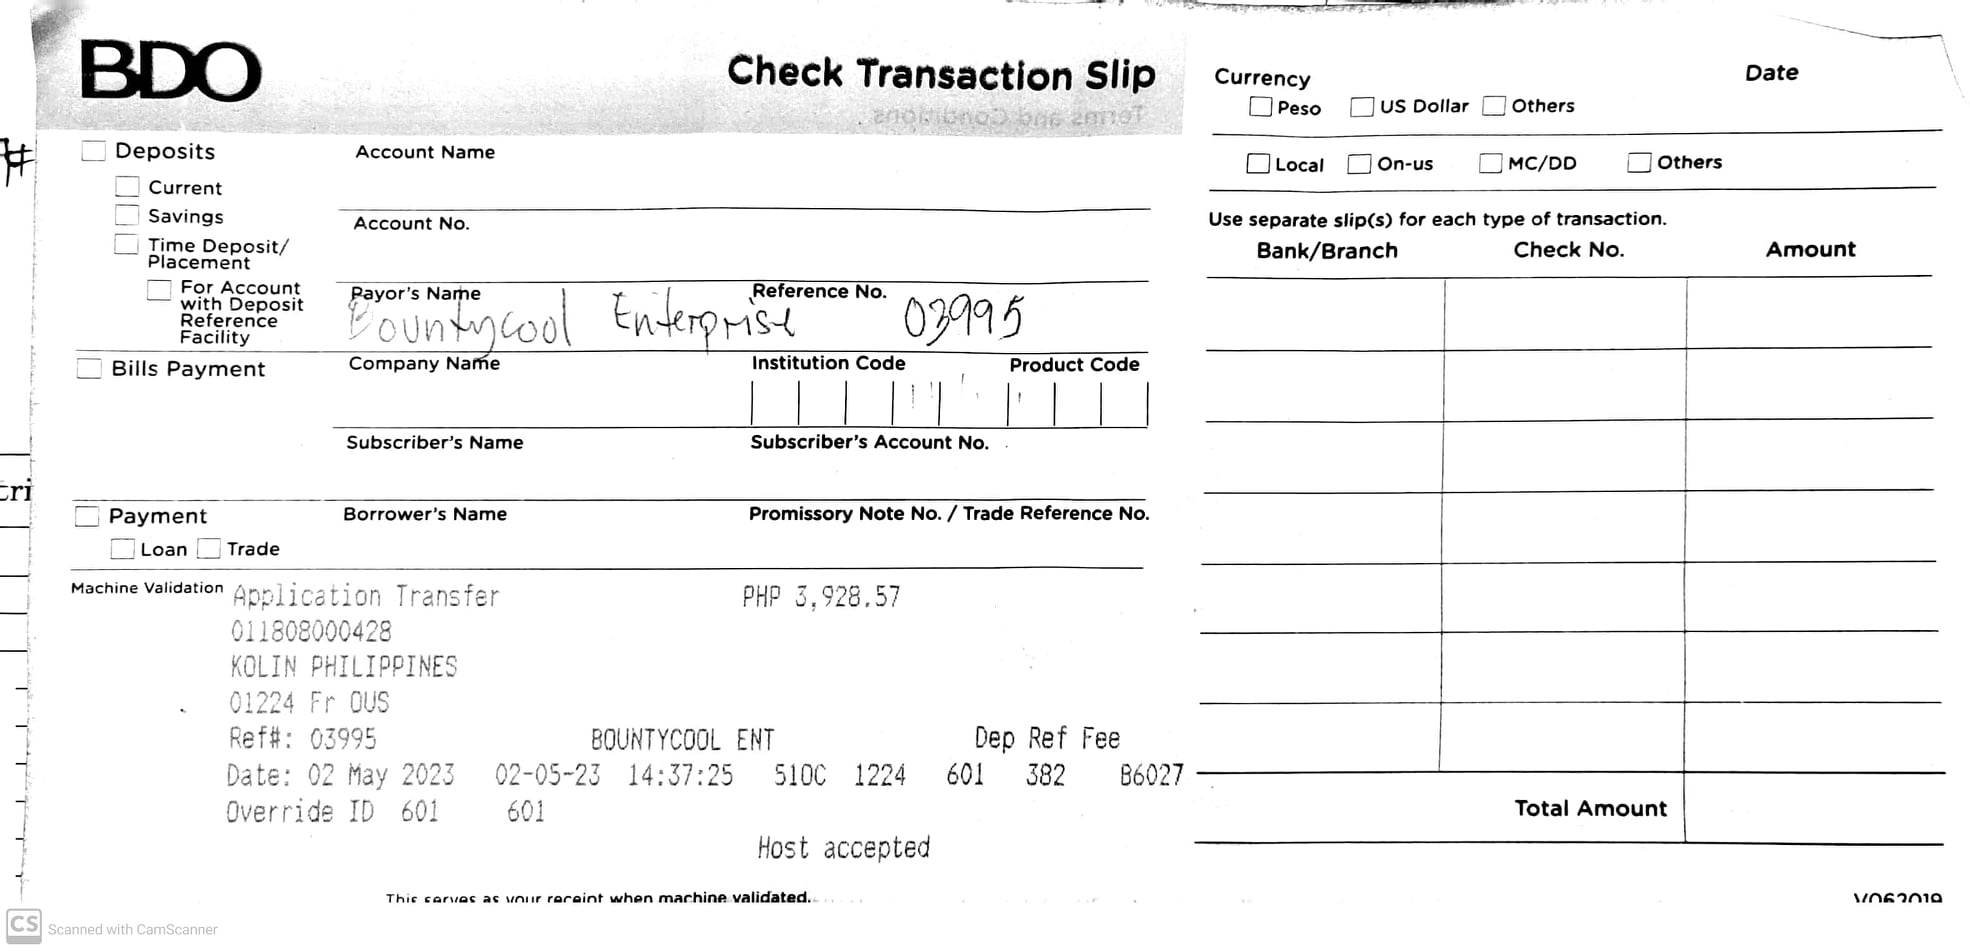 BDO
Check Transaction Slip
Terms and Conditions
Deposits
Current
Savings
Time Deposit/
Placement
For Account
with Deposit
Reference
Facility
Account Name
Account No.
Payor's Name Reference No.
Bountycool Enterprise 03995
Bills Payment
Company Name Institution Code Product Code
Subscriber's Name Subscriber's Account No.
Payment
Loan Trade
Borrower's Name Promissory Note No. / Trade Reference No.
Machine Validation
Application Transfer PHP 3,928.57
011808000428
KOLIN PHILIPPINES
01224 Fr OUS
Ref#: 03995 BOUNTYCOOL ENT Dep Ref Fee
Date: 02 May 2023 02-05-23 14:37:25 510C 1224 601 382 B6027
Override ID 601 601
Host accepted
This serves as your receipt when machine validated.
Currency Date
Peso US Dollar Others
Local On-us MC/DD Others
Use separate slip(s) for each type of transaction.
Bank/Branch Check No. Amount
Total Amount
V062019
CS Scanned with CamScanner